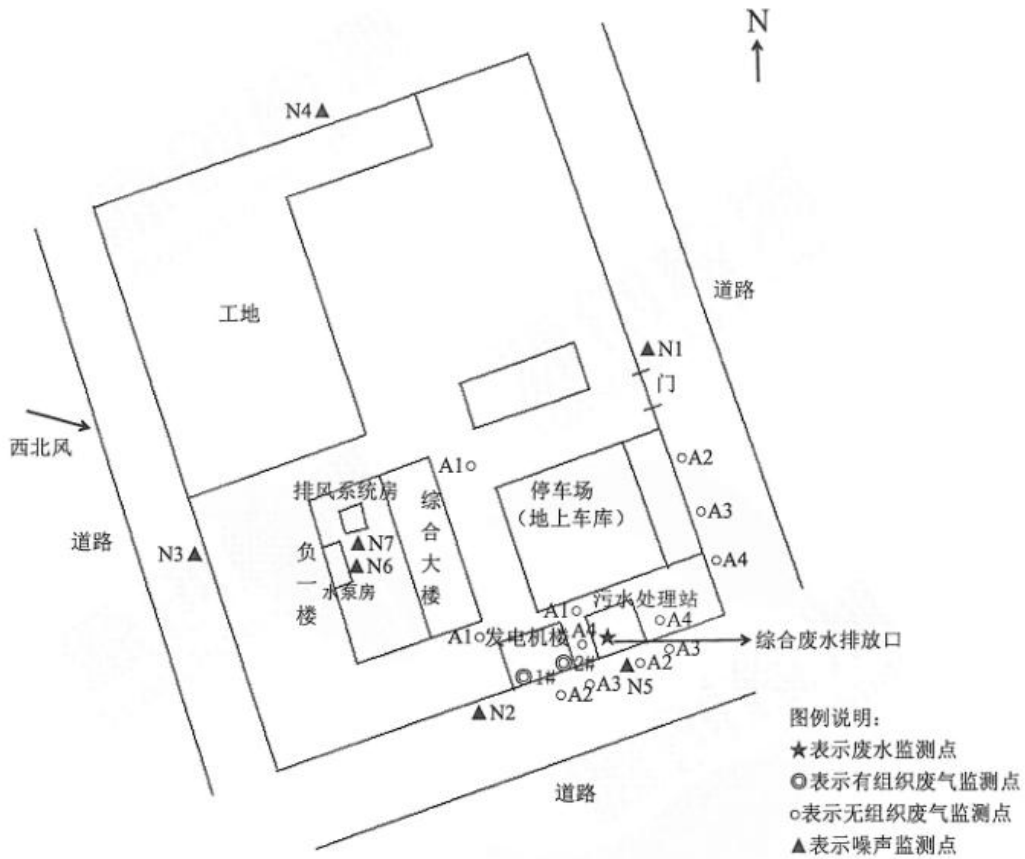 N
N4▲
道路
工地
▲N1
门
西北风
A1○
○A2
排风系统房
综合大楼
停车场
（地上车库）
○A3
道路
N3▲
负一楼
▲N7
▲N6
水泵房
○A4
A1○
污水处理站
○A4
A1○发电机楼
A4
★
综合废水排放口
○A3
◎2#
○A2
◎1#
○A3
N5
○A2
▲N2
道路
图例说明：
★表示废水监测点
◎表示有组织废气监测点
○表示无组织废气监测点
▲表示噪声监测点